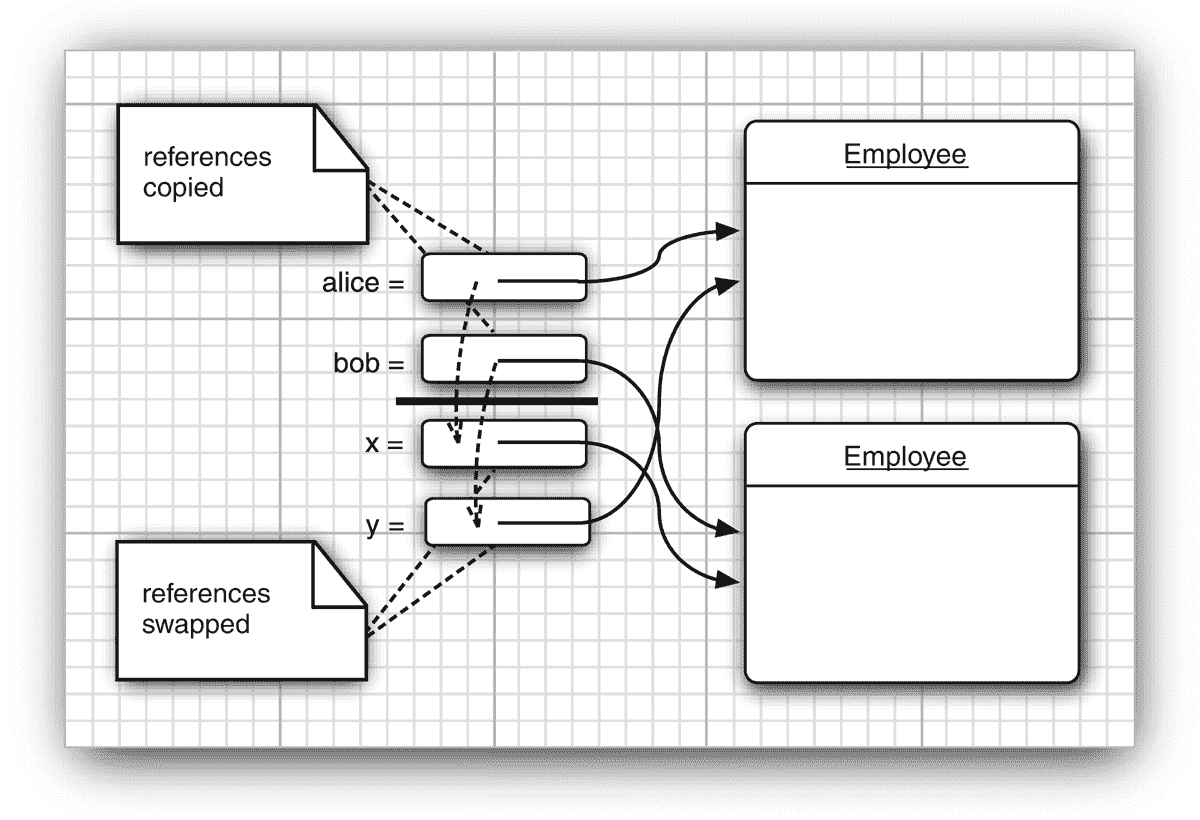 references
copied
Employee
alice =
bob =
x =
Employee
y =
references
swapped